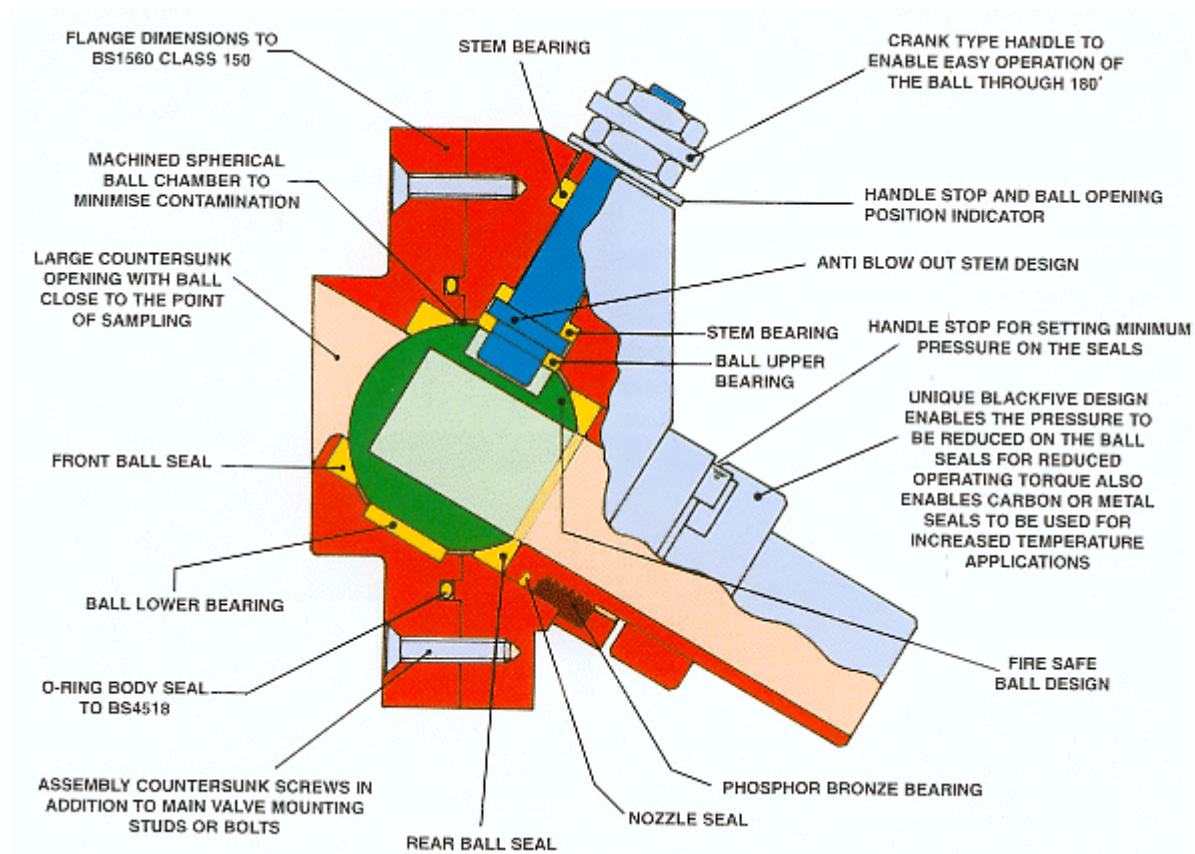 FLANGE DIMENSIONS TO
BS1560 CLASS 150
STEM BEARING
CRANK TYPE HANDLE TO
ENABLE EASY OPERATION OF
THE BALL THROUGH 180°
MACHINED SPHERICAL
BALL CHAMBER TO
MINIMISE CONTAMINATION
HANDLE STOP AND BALL OPENING
POSITION INDICATOR
LARGE COUNTERSUNK
OPENING WITH BALL
CLOSE TO THE POINT
OF SAMPLING
ANTI BLOW OUT STEM DESIGN
STEM BEARING
HANDLE STOP FOR SETTING MINIMUM
PRESSURE ON THE SEALS
BALL UPPER
BEARING
UNIQUE BLACKFIVE DESIGN
ENABLES THE PRESSURE TO
BE REDUCED ON THE BALL
SEALS FOR REDUCED
OPERATING TORQUE ALSO
ENABLES CARBON OR METAL
SEALS TO BE USED FOR
INCREASED TEMPERATURE
APPLICATIONS
FRONT BALL SEAL
BALL LOWER BEARING
FIRE SAFE
BALL DESIGN
O-RING BODY SEAL
TO BS4518
ASSEMBLY COUNTERSUNK SCREWS IN
ADDITION TO MAIN VALVE MOUNTING
STUDS OR BOLTS
PHOSPHOR BRONZE BEARING
NOZZLE SEAL
REAR BALL SEAL